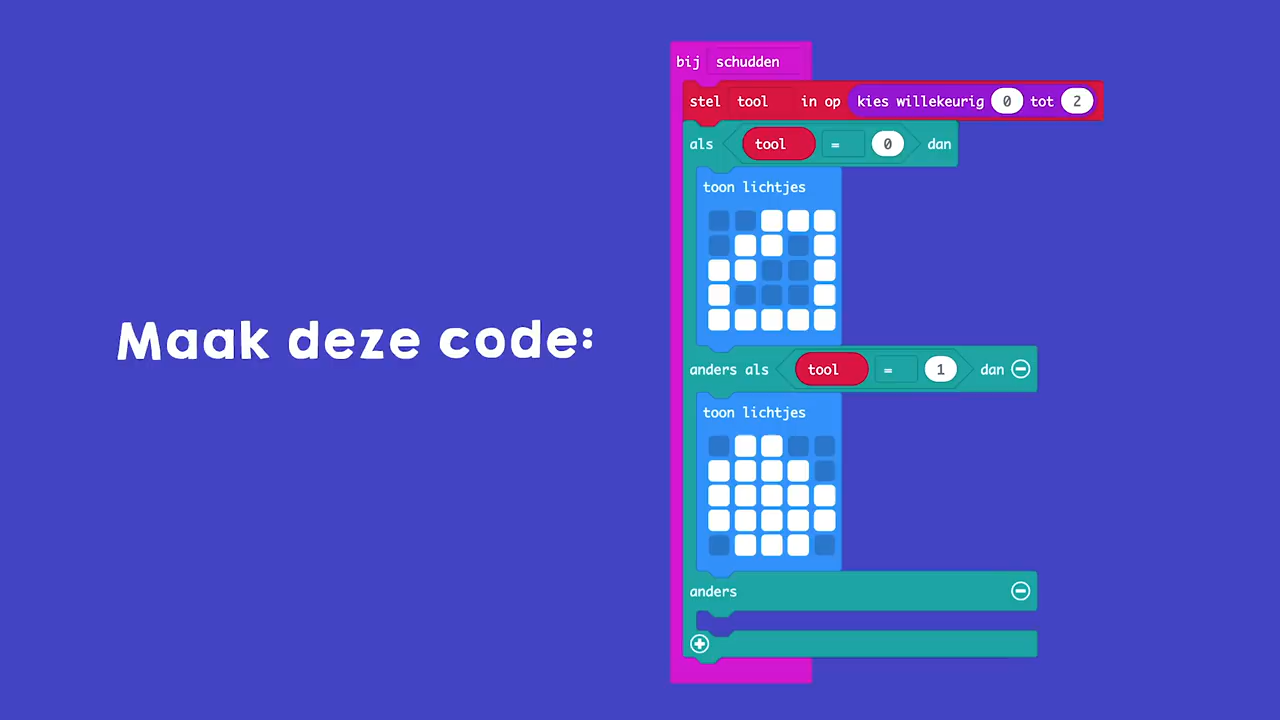 Maak deze code:
bij schudden
stel tool in op kies willekeurig 0 tot 2
als tool = 0 dan
toon lichtjes
anders als tool = 1 dan
toon lichtjes
anders